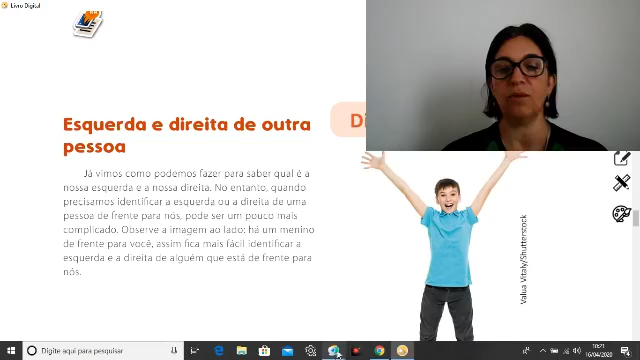 Livro Digital
Di
Esquerda e direita de outra
pessoa
Já vimos como podemos fazer para saber qual é a
nossa esquerda e a nossa direita. No entanto, quando
precisamos identificar a esquerda ou a direita de uma
pessoa de frente para nós, pode ser um pouco mais
complicado. Observe a imagem ao lado: há um menino
de frente para você, assim fica mais fácil identificar a
esquerda e a direita de alguém que está de frente para
nós.
Valua Vitaly/Shutterstock
Digite aqui para pesquisar
10:21
16/04/2020